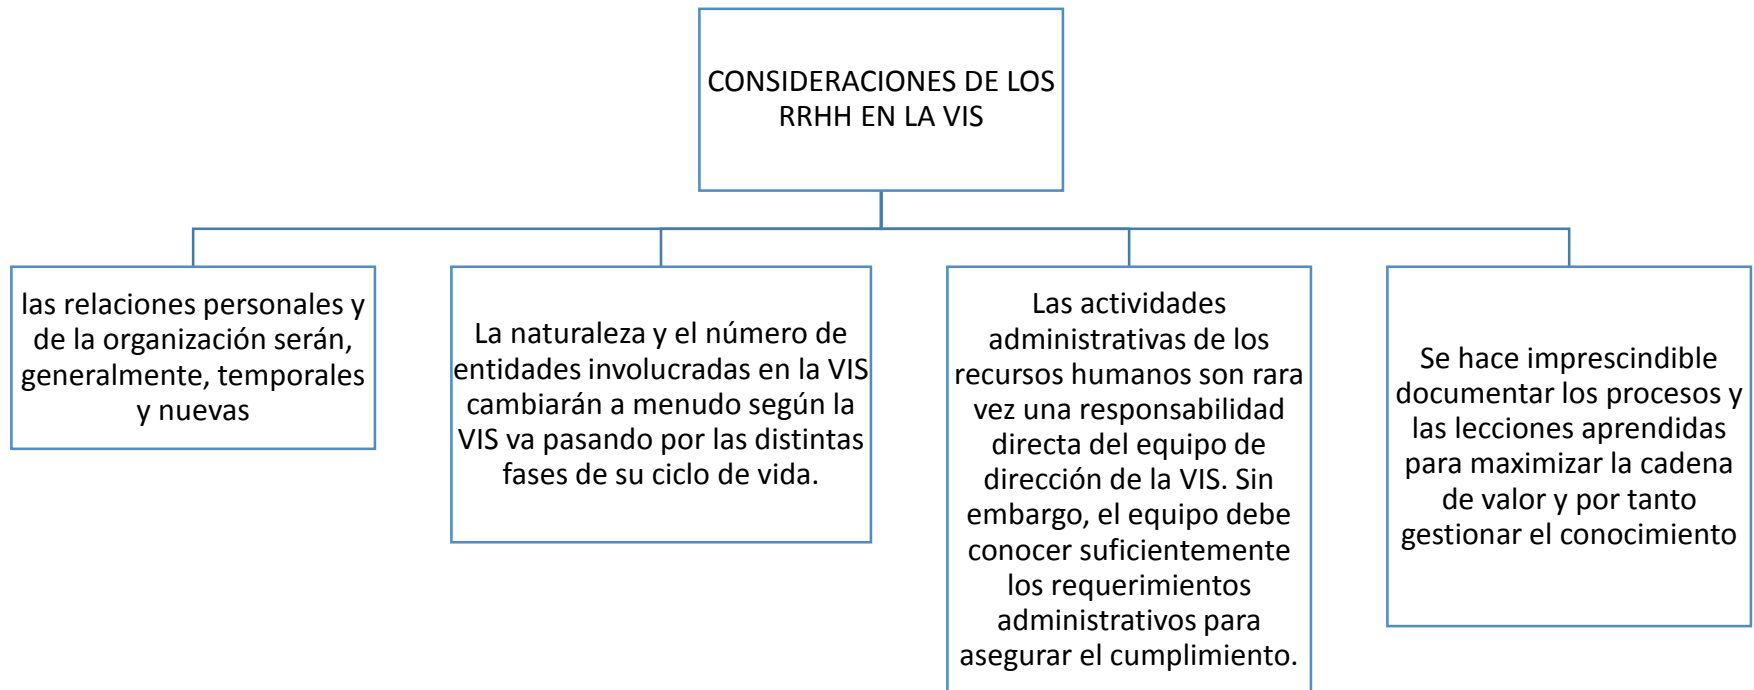 CONSIDERACIONES DE LOS
RRHH EN LA VIS
las relaciones personales y
de la organización serán,
generalmente, temporales
y nuevas
La naturaleza y el número de
entidades involucradas en la VIS
cambiarán a menudo según la
VIS va pasando por las distintas
fases de su ciclo de vida.
Las actividades
administrativas de los
recursos humanos son rara
vez una responsabilidad
directa del equipo de
dirección de la VIS. Sin
embargo, el equipo debe
conocer suficientemente
los requerimientos
administrativos para
asegurar el cumplimiento.
Se hace imprescindible
documentar los procesos y
las lecciones aprendidas
para maximizar la cadena
de valor y por tanto
gestionar el conocimiento